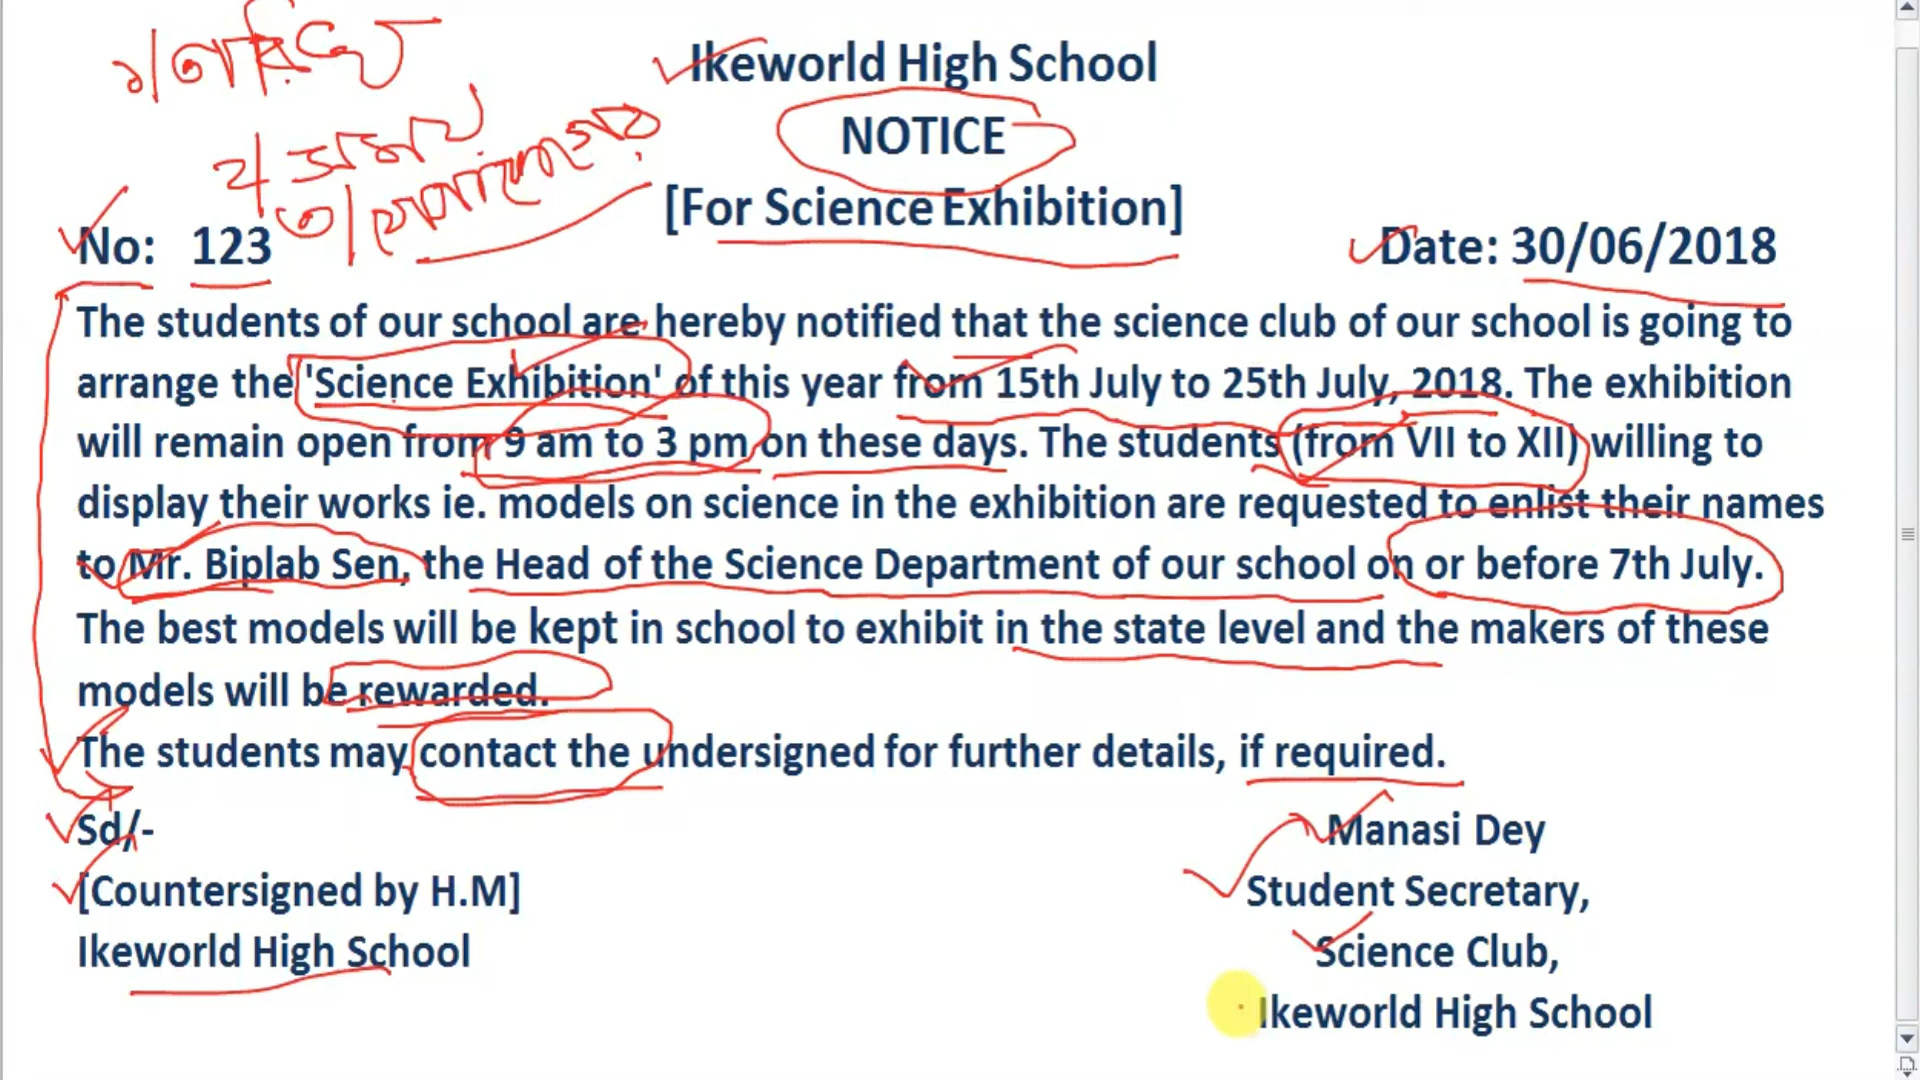 Ikeworld High School
NOTICE
[For Science Exhibition]
No: 123 Date: 30/06/2018
The students of our school are hereby notified that the science club of our school is going to
arrange the 'Science Exhibition' of this year from 15th July to 25th July, 2018. The exhibition
will remain open from 9 am to 3 pm on these days. The students (from VII to XII) willing to
display their works ie. models on science in the exhibition are requested to enlist their names
to Mr. Biplab Sen, the Head of the Science Department of our school on or before 7th July.
The best models will be kept in school to exhibit in the state level and the makers of these
models will be rewarded.
The students may contact the undersigned for further details, if required.
Sd/- Manasi Dey
[Countersigned by H.M] Student Secretary,
Ikeworld High School Science Club,
Ikeworld High School